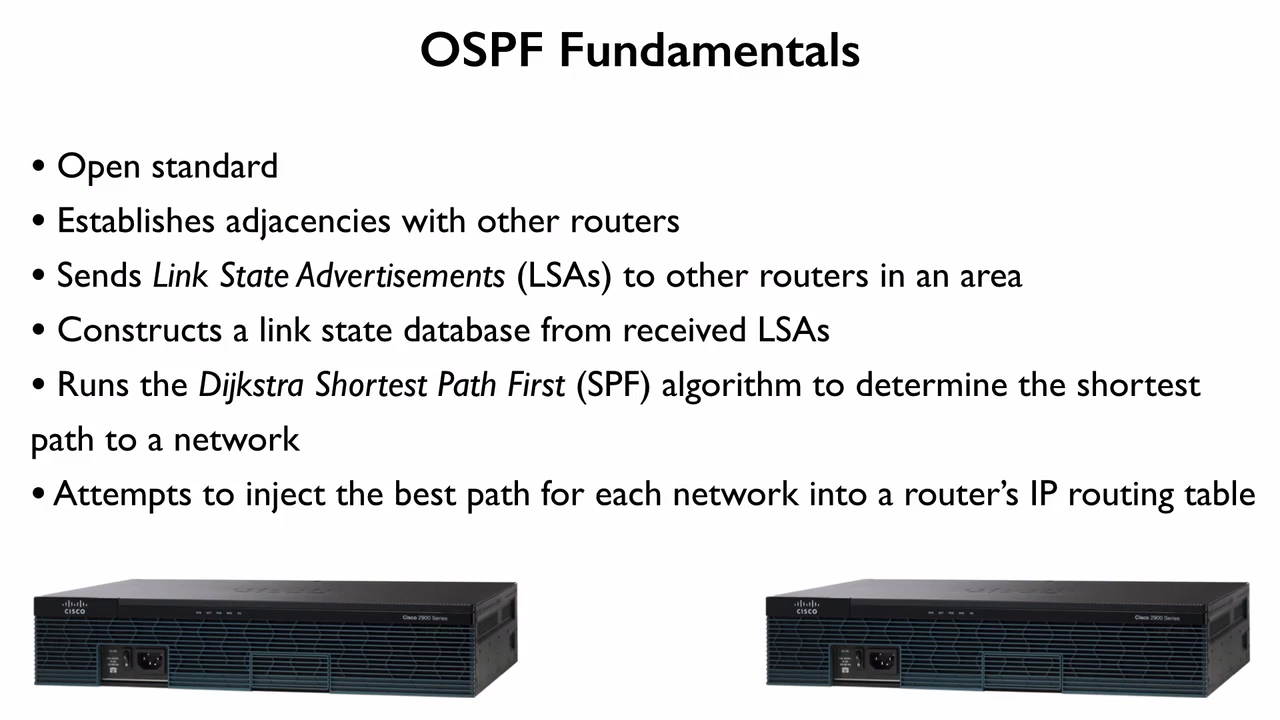 OSPF Fundamentals
• Open standard
• Establishes adjacencies with other routers
• Sends Link State Advertisements (LSAs) to other routers in an area
• Constructs a link state database from received LSAs
• Runs the Dijkstra Shortest Path First (SPF) algorithm to determine the shortest
path to a network
• Attempts to inject the best path for each network into a router’s IP routing table
CISCO
Cisco 2900 Series
CISCO
Cisco 2900 Series